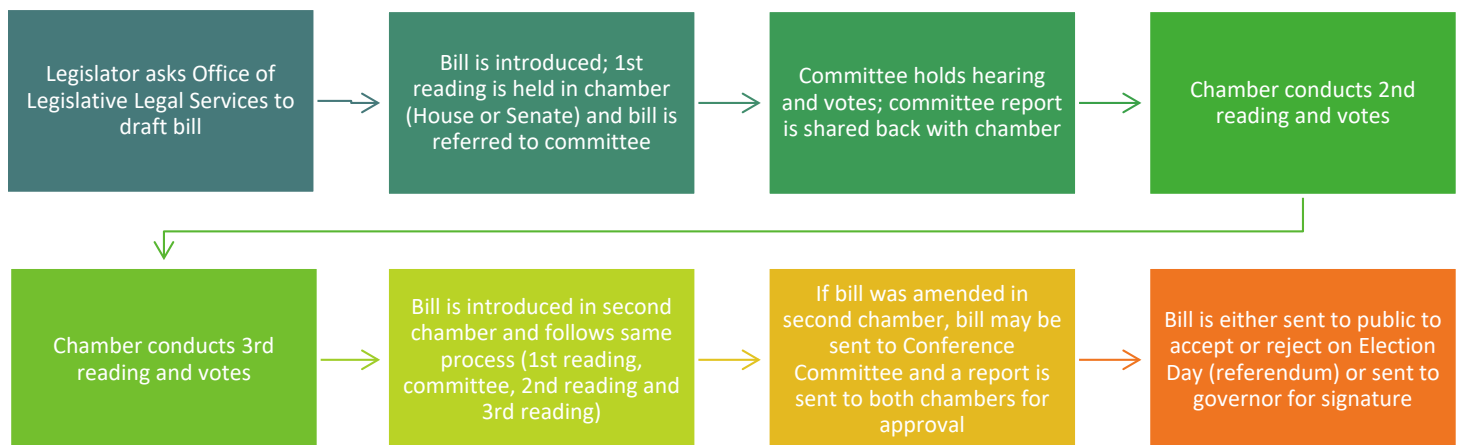 Legislator asks Office of
Legislative Legal Services to
draft bill
Bill is introduced; 1st
reading is held in chamber
(House or Senate) and bill is
referred to committee
Committee holds hearing
and votes; committee report
is shared back with chamber
Chamber conducts 2nd
reading and votes
Chamber conducts 3rd
reading and votes
Bill is introduced in second
chamber and follows same
process (1st reading,
committee, 2nd reading and
3rd reading)
If bill was amended in
second chamber, bill may be
sent to Conference
Committee and a report is
sent to both chambers for
approval
Bill is either sent to public to
accept or reject on Election
Day (referendum) or sent to
governor for signature